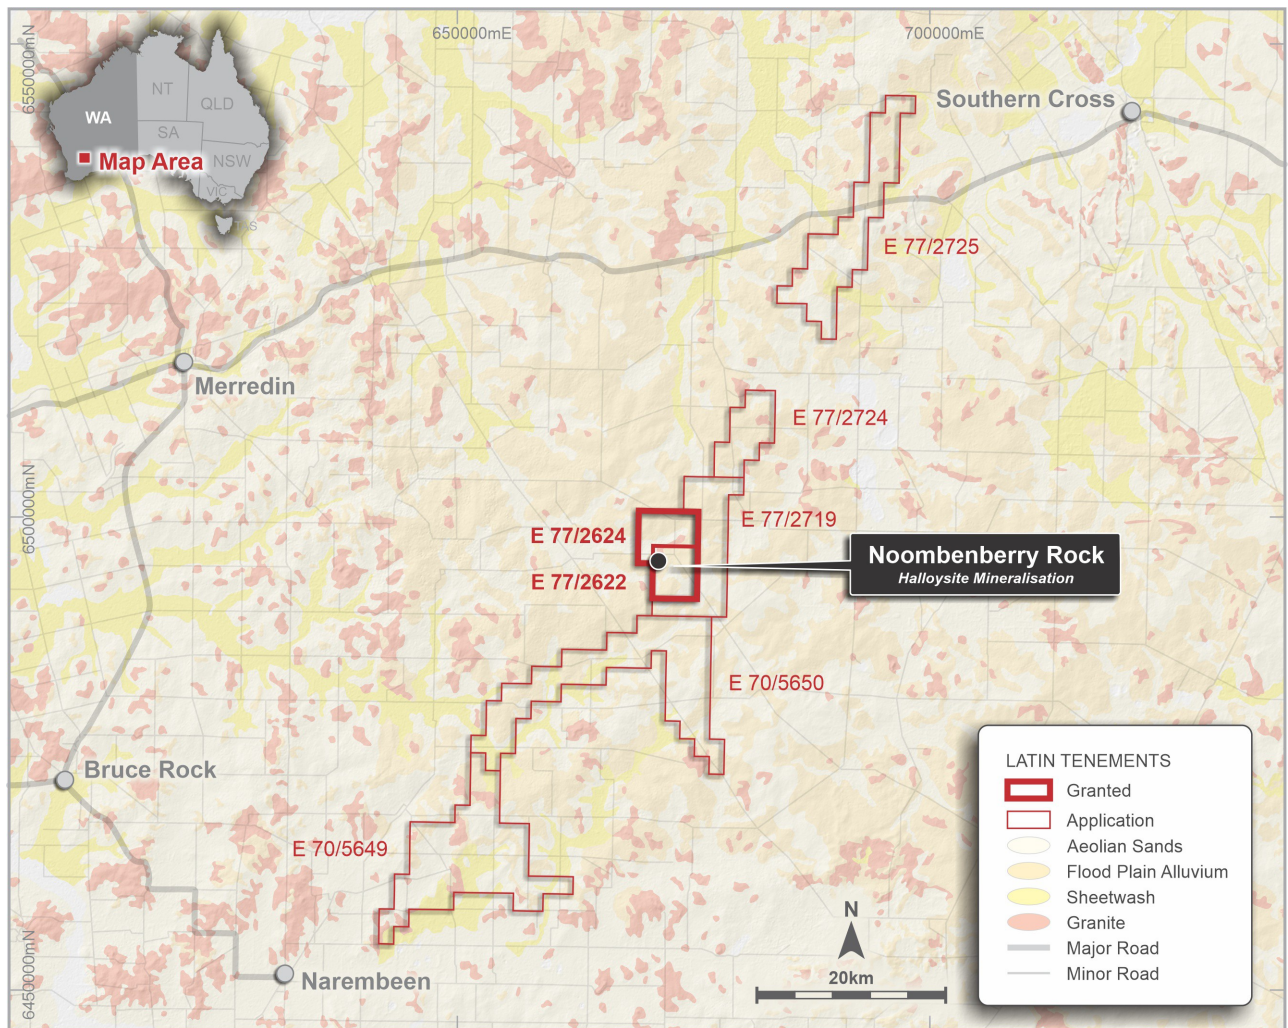 650000mE
700000mE
6550000mN
6500000mN
6450000mN
WA
NT
QLD
SA
NSW
VIC
TAS
Map Area
Southern Cross
E 77/2725
Merredin
E 77/2724
E 77/2719
E 77/2624
E 77/2622
Noombenberry Rock
Halloysite Mineralisation
E 70/5650
Bruce Rock
E 70/5649
Narembeen
N
20km
LATIN TENEMENTS
Granted
Application
Aeolian Sands
Flood Plain Alluvium
Sheetwash
Granite
Major Road
Minor Road